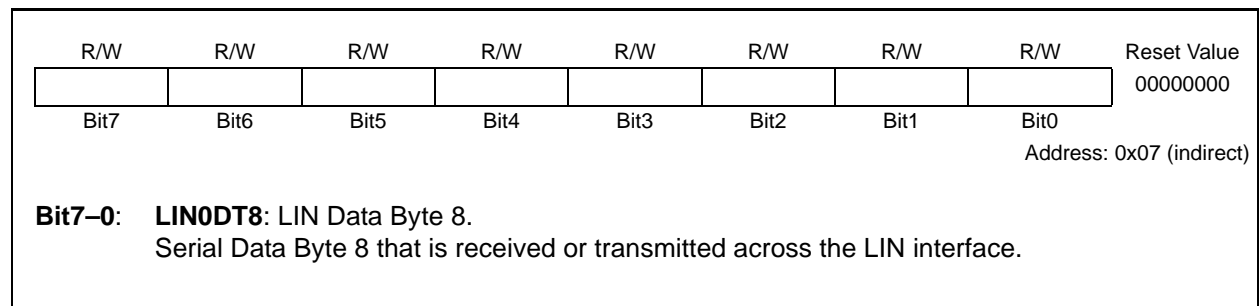 R/W R/W R/W R/W R/W R/W R/W R/W Reset Value
00000000
Bit7 Bit6 Bit5 Bit4 Bit3 Bit2 Bit1 Bit0
Address: 0x07 (indirect)
Bit7–0: LIN0DT8: LIN Data Byte 8.
Serial Data Byte 8 that is received or transmitted across the LIN interface.